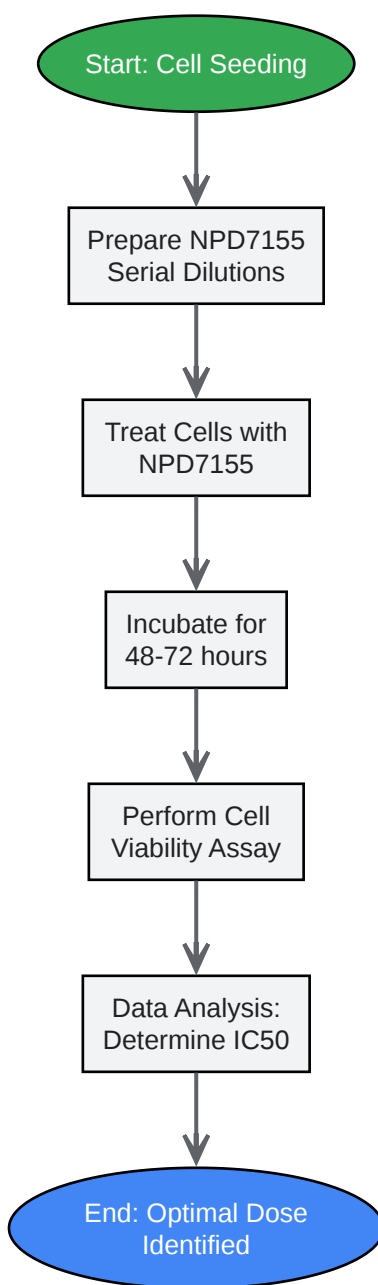 Start: Cell Seeding
Prepare NPD7155
Serial Dilutions
Treat Cells with
NPD7155
Incubate for
48-72 hours
Perform Cell
Viability Assay
Data Analysis:
Determine IC50
End: Optimal Dose
Identified